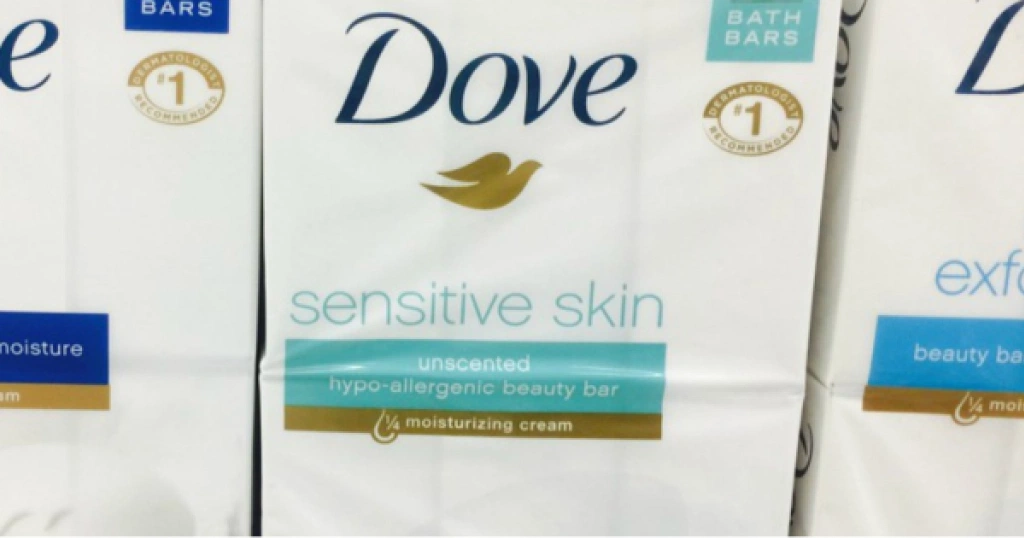 e
BARS
DERMATOLOGIST
#1
RECOMMENDED
moisture
Dove
BATH
BARS
DERMATOLOGIST
#1
RECOMMENDED
sensitive skin
unscented
hypo-allergenic beauty bar
¼ moisturizing cream
Dove
D
exfo
beauty ba
¼ moi